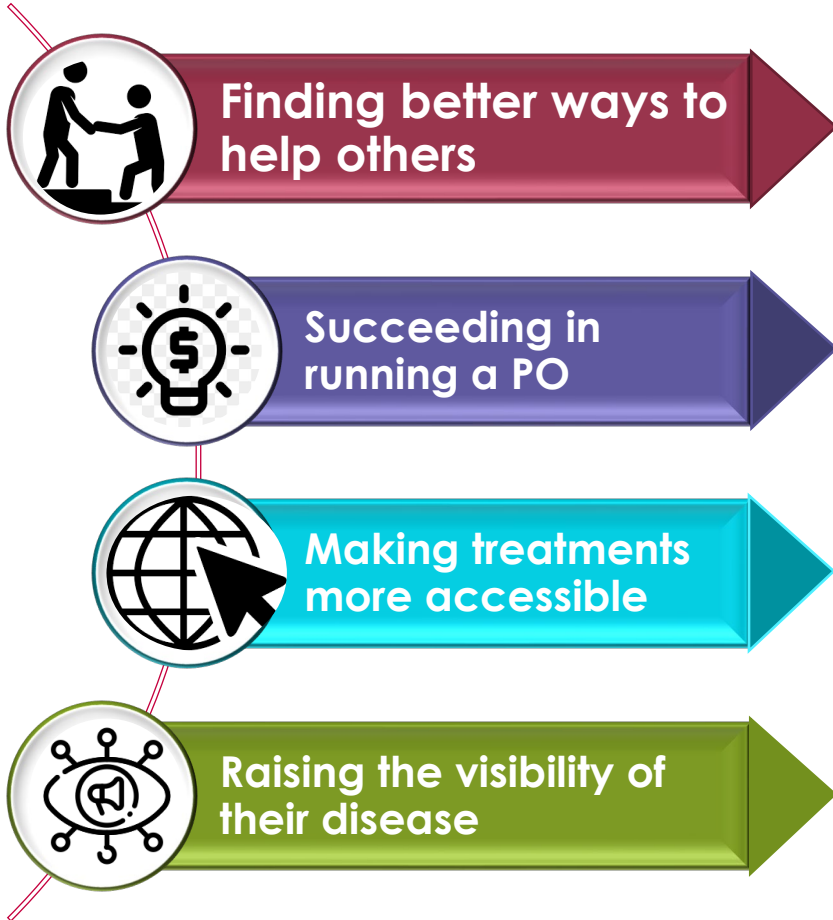 Finding better ways to
help others
Succeeding in
running a PO
Making treatments
more accessible
Raising the visibility of
their disease